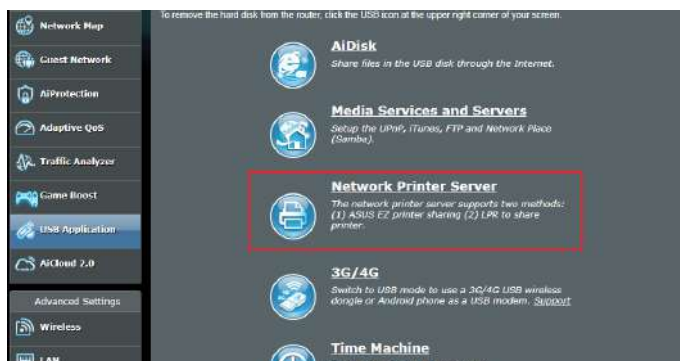 To remove the hard disk from the router, click the USB icon at the upper right corner of your screen.
Network Map
Guest Network
AiProtection
Adaptive QoS
Traffic Analyzer
Game Boost
USB Application
AiCloud 2.0
Advanced Settings
Wireless
LAN
AiDisk
Share files in the USB disk through the Internet.
Media Services and Servers
Setup the UPnP, iTunes, FTP and Network Place
(Samba).
Network Printer Server
The network printer server supports two methods:
(1) ASUS EZ printer sharing (2) LPR to share
printer.
3G/4G
Switch to USB mode to use a 3G/4G USB wireless
dongle or Android phone as a USB modem. Support
Time Machine